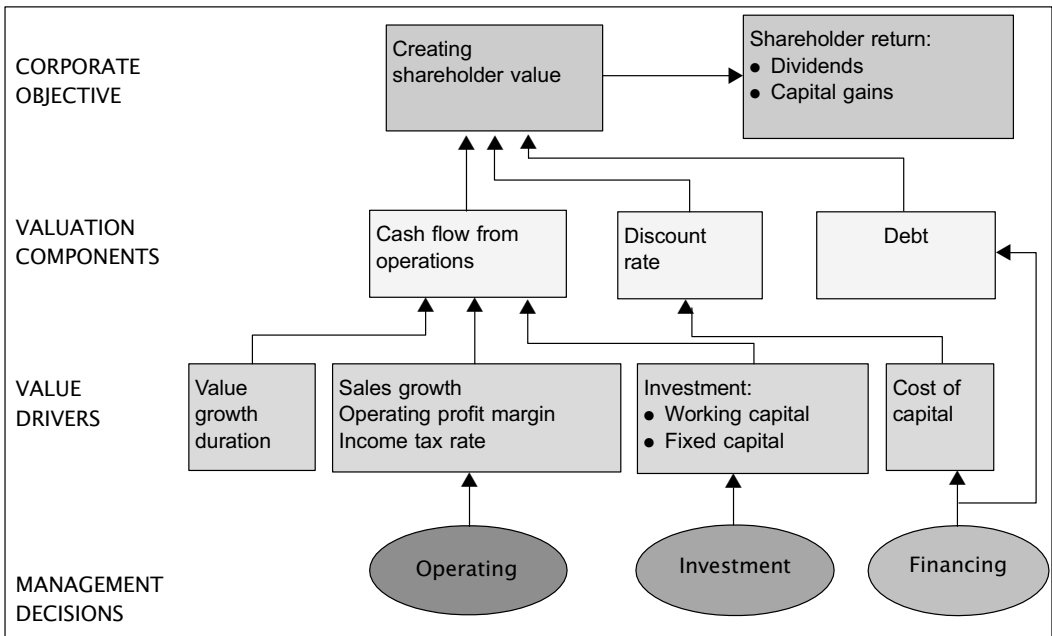 CORPORATE
OBJECTIVE
Creating
shareholder value
Shareholder return:
● Dividends
● Capital gains
VALUATION
COMPONENTS
Cash flow from
operations
Discount
rate
Debt
VALUE
DRIVERS
Value
growth
duration
Sales growth
Operating profit margin
Income tax rate
Investment:
● Working capital
● Fixed capital
Cost of
capital
MANAGEMENT
DECISIONS
Operating
Investment
Financing